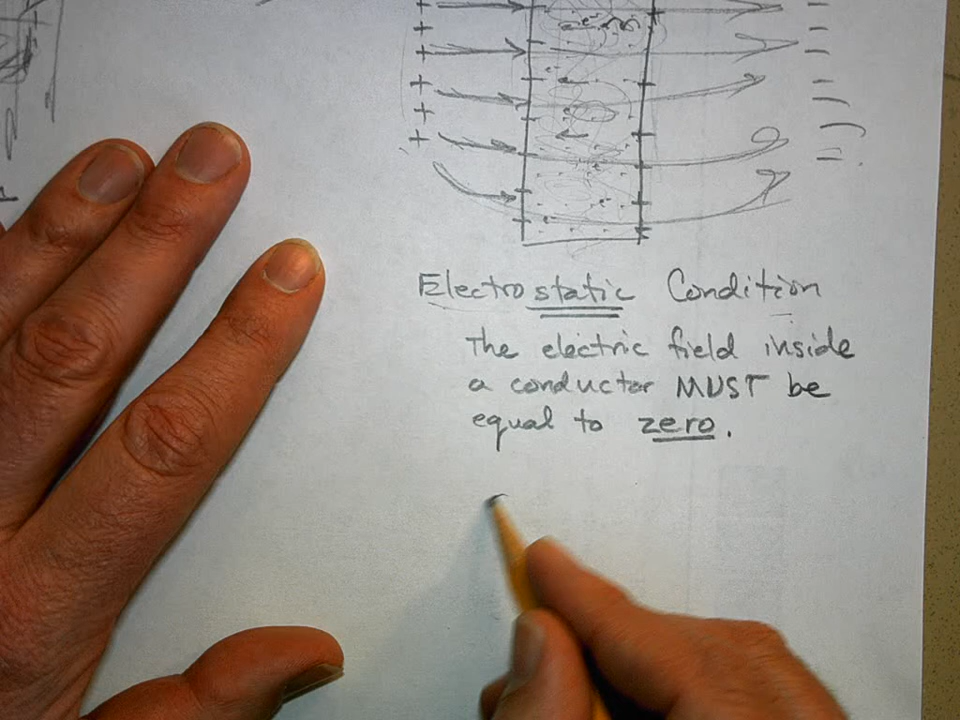 Electrostatic Condition
The electric field inside
a conductor MUST be
equal to zero.